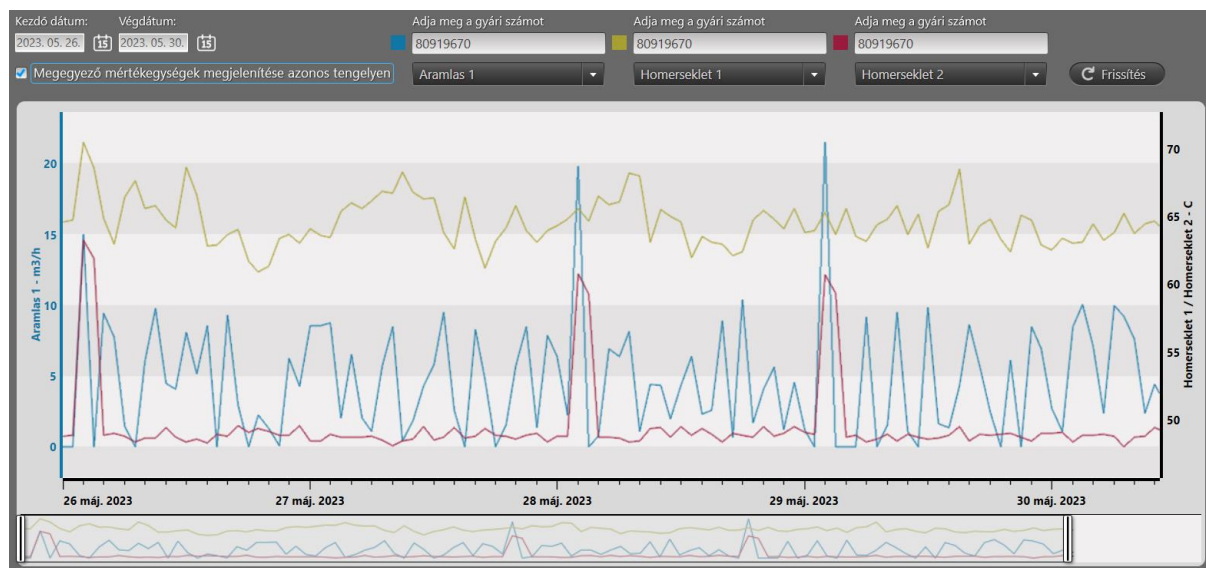 Kezdő dátum: Végdátum: Adja meg a gyári számot Adja meg a gyári számot Adja meg a gyári számot
2023. 05. 26. 15 2023. 05. 30. 15 80919670 80919670 80919670
Megegyező mértékegységek megjelenítése azonos tengelyen Aramlas 1 Homerseklet 1 Homerseklet 2 Frissítés
Aramlas 1 - m3/h
20
15
10
5
0
70
65
60
55
50
Homerseklet 1 / Homerseklet 2 - C
26 máj. 2023 27 máj. 2023 28 máj. 2023 29 máj. 2023 30 máj. 2023